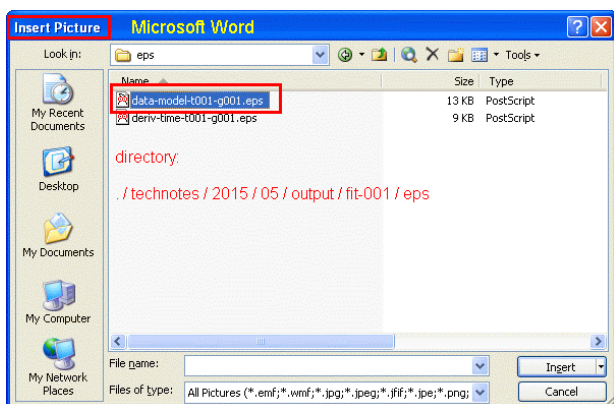 Insert Picture Microsoft Word
Look in: eps Tools
Name Size Type
data-model-t001-g001.eps 13 KB PostScript
deriv-time-t001-g001.eps 9 KB PostScript
directory:
. / technotes / 2015 / 05 / output / fit-001 / eps
My Recent
Documents
Desktop
My Documents
My Computer
My Network
Places
File name:
Insert
Files of type: All Pictures (*.emf;*.wmf;*.jpg;*.jpeg;*.jfif;*.jpe;*.png;
Cancel